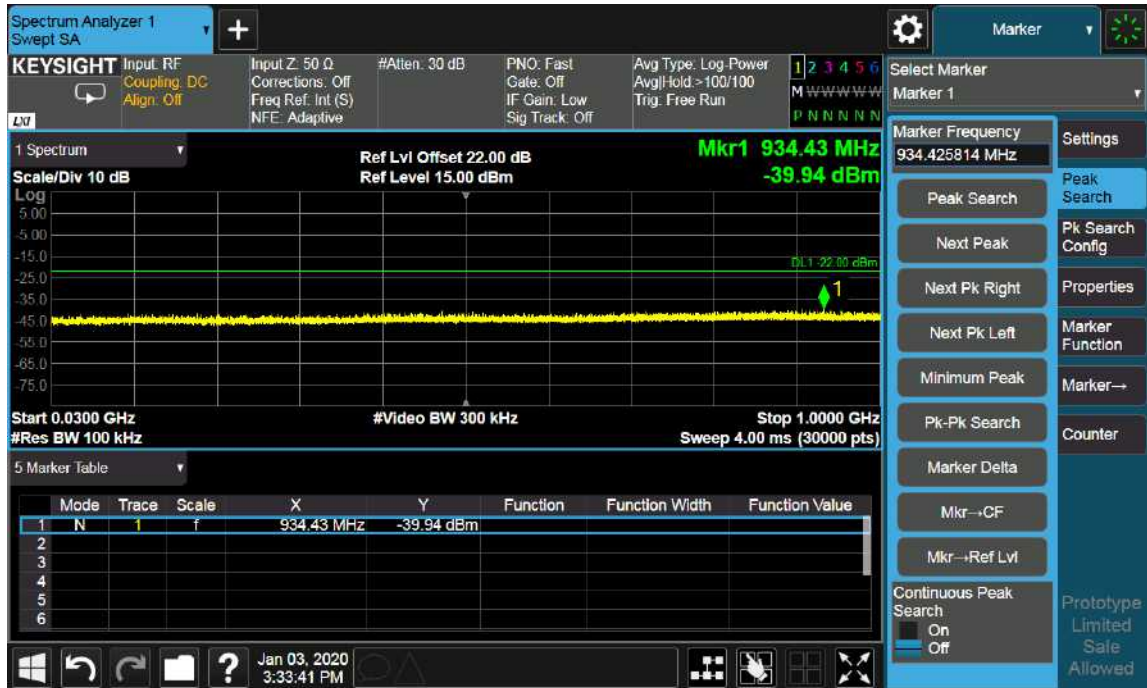 Spectrum Analyzer 1
Swept SA
+
Marker
KEYSIGHT
LXI
Input: RF
Coupling: DC
Align: Off
Input Z: 50 Ω
Corrections: Off
Freq Ref: Int (S)
NFE: Adaptive
#Atten: 30 dB
PNO: Fast
Gate: Off
IF Gain: Low
Sig Track: Off
Avg Type: Log-Power
Avg|Hold:>100/100
Trig: Free Run
1 2 3 4 5 6
M W W W W W
P N N N N N
Select Marker
Marker 1
1 Spectrum
Scale/Div 10 dB
Ref Lvl Offset 22.00 dB
Ref Level 15.00 dBm
Mkr1 934.43 MHz
-39.94 dBm
Log
5.00
-5.00
-15.0
-25.0
-35.0
-45.0
-55.0
-65.0
-75.0
DL1 -22.00 dBm
1
Start 0.0300 GHz
#Res BW 100 kHz
#Video BW 300 kHz
Stop 1.0000 GHz
Sweep 4.00 ms (30000 pts)
5 Marker Table
Mode Trace Scale X Y Function Function Width Function Value
1 N 1 f 934.43 MHz -39.94 dBm
2
3
4
5
6
Marker Frequency
934.425814 MHz
Peak Search
Next Peak
Next Pk Right
Next Pk Left
Minimum Peak
Pk-Pk Search
Marker Delta
Mkr→CF
Mkr→Ref Lvl
Continuous Peak
Search
On
Off
Settings
Peak
Search
Pk Search
Config
Properties
Marker
Function
Marker→
Counter
Prototype
Limited
Sale
Allowed
?
Jan 03, 2020
3:33:41 PM